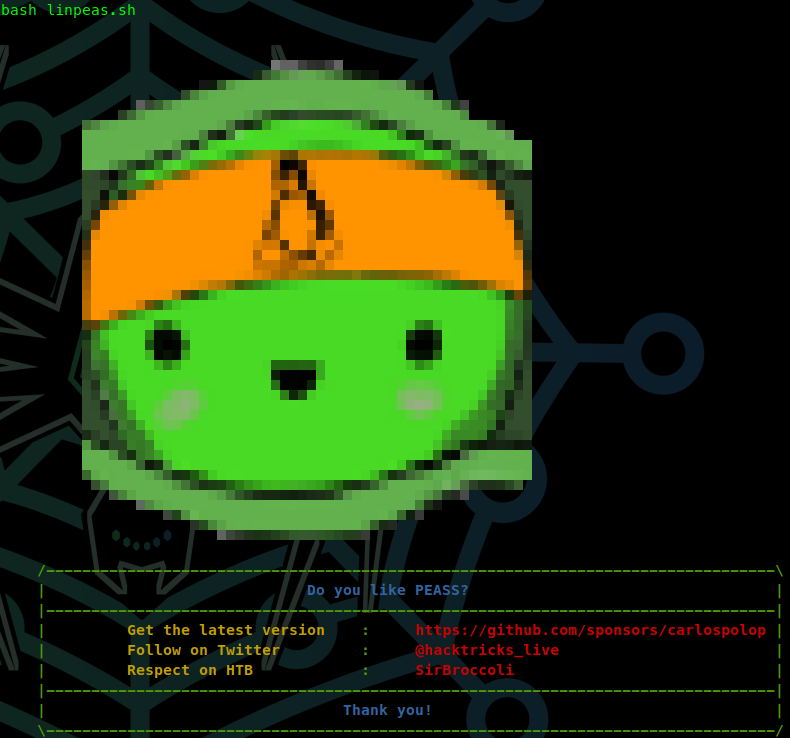 bash linpeas.sh
Do you like PEASS?
Get the latest version : https://github.com/sponsors/carlospolop
Follow on Twitter : @hacktricks_live
Respect on HTB : SirBroccoli
Thank you!